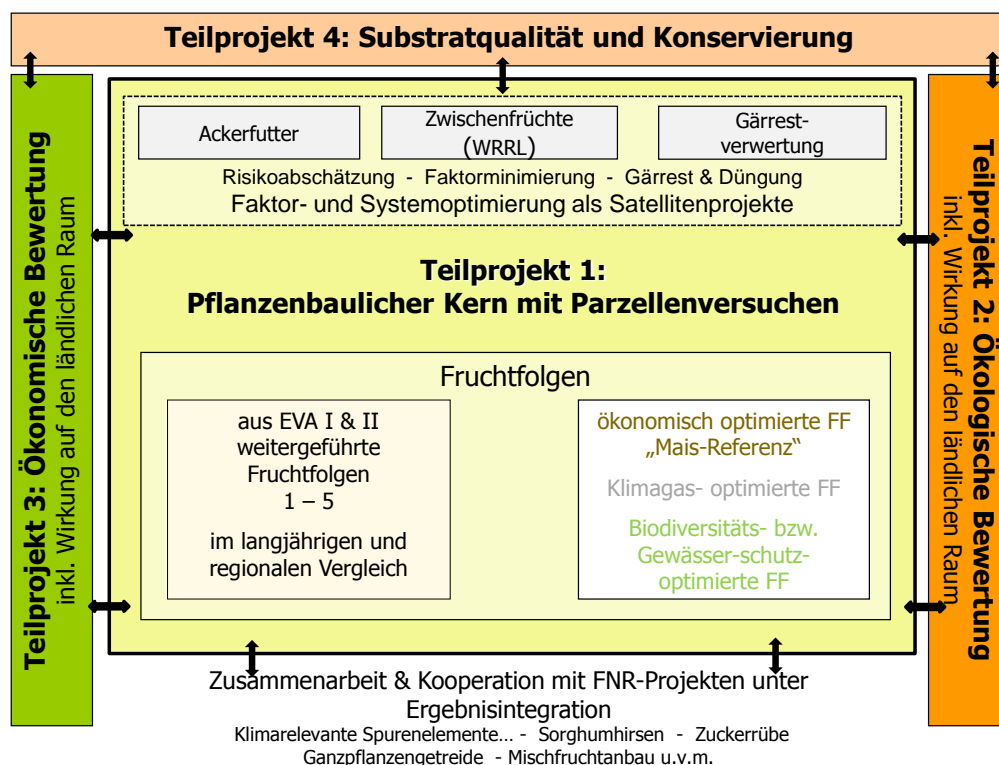 Teilprojekt 4: Substratqualität und Konservierung
Teilprojekt 3: Ökonomische Bewertung
inkl. Wirkung auf den ländlichen Raum
Ackerfutter
Zwischenfrüchte
(WRRL)
Gärrest-
verwertung
Risikoabschätzung - Faktorminimierung - Gärrest & Düngung
Faktor- und Systemoptimierung als Satellitenprojekte
Teilprojekt 1:
Pflanzenbaulicher Kern mit Parzellenversuchen
Fruchtfolgen
aus EVA I & II
weitergeführte
Fruchtfolgen
1 – 5
im langjährigen und
regionalen Vergleich
ökonomisch optimierte FF
„Mais-Referenz“
Klimagas- optimierte FF
Biodiversitäts- bzw.
Gewässer-schutz-
optimierte FF
Teilprojekt 2: Ökologische Bewertung
inkl. Wirkung auf den ländlichen Raum
Zusammenarbeit & Kooperation mit FNR-Projekten unter
Ergebnisintegration
Klimarelevante Spurenelemente... - Sorghumhirsen - Zuckerrübe
Ganzpflanzengetreide - Mischfruchtanbau u.v.m.